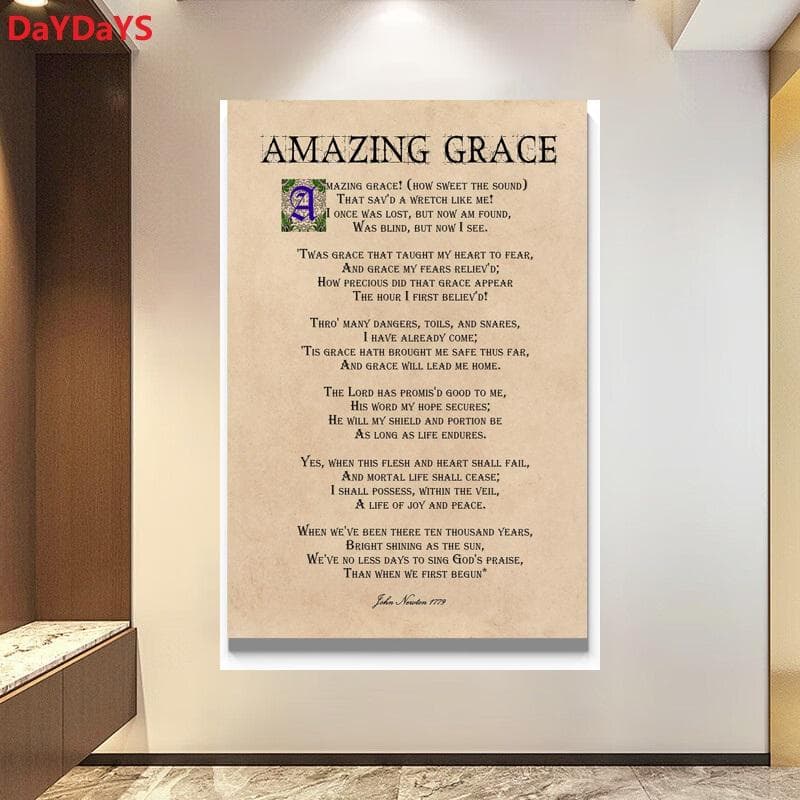 DaYDaYS
AMAZING GRACE
AMAZING GRACE! (HOW SWEET THE SOUND)
THAT SAV'D A WRETCH LIKE ME!
I ONCE WAS LOST, BUT NOW AM FOUND,
WAS BLIND, BUT NOW I SEE.
'TWAS GRACE THAT TAUGHT MY HEART TO FEAR,
AND GRACE MY FEARS RELIEV'D;
HOW PRECIOUS DID THAT GRACE APPEAR
THE HOUR I FIRST BELIEV'D!
THRO' MANY DANGERS, TOILS, AND SNARES,
I HAVE ALREADY COME;
'TIS GRACE HATH BROUGHT ME SAFE THUS FAR,
AND GRACE WILL LEAD ME HOME.
THE LORD HAS PROMIS'D GOOD TO ME,
HIS WORD MY HOPE SECURES;
HE WILL MY SHIELD AND PORTION BE
AS LONG AS LIFE ENDURES.
YES, WHEN THIS FLESH AND HEART SHALL FAIL,
AND MORTAL LIFE SHALL CEASE;
I SHALL POSSESS, WITHIN THE VEIL,
A LIFE OF JOY AND PEACE.
WHEN WE'VE BEEN THERE TEN THOUSAND YEARS,
BRIGHT SHINING AS THE SUN,
WE'VE NO LESS DAYS TO SING GOD'S PRAISE,
THAN WHEN WE FIRST BEGUN*
John Newton 1779